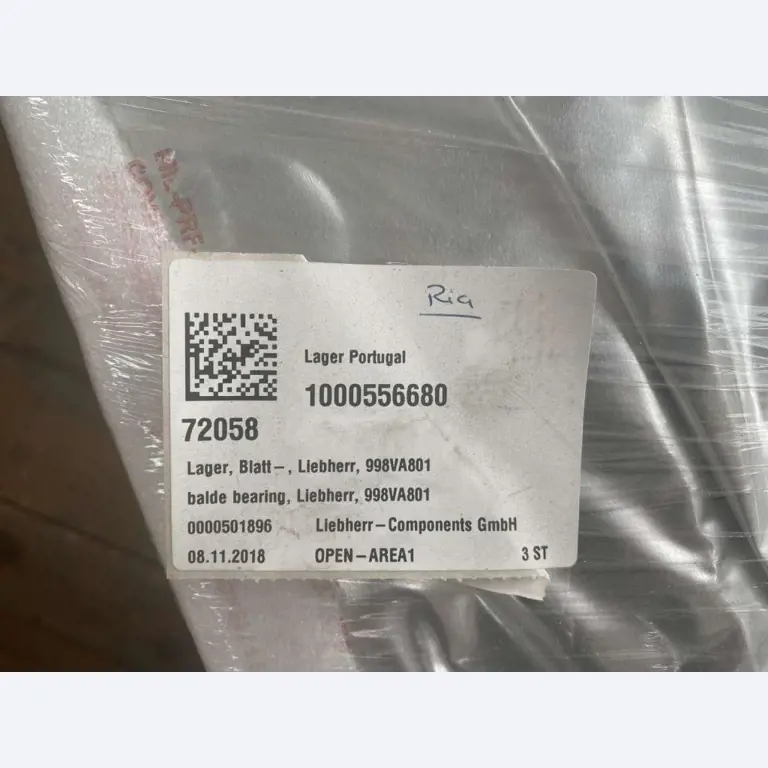 Ria
Lager Portugal
1000556680
72058
Lager, Blatt-, Liebherr, 998VA801
balde bearing, Liebherr, 998VA801
0000501896 Liebherr-Components GmbH
08.11.2018 OPEN-AREA1 3 ST